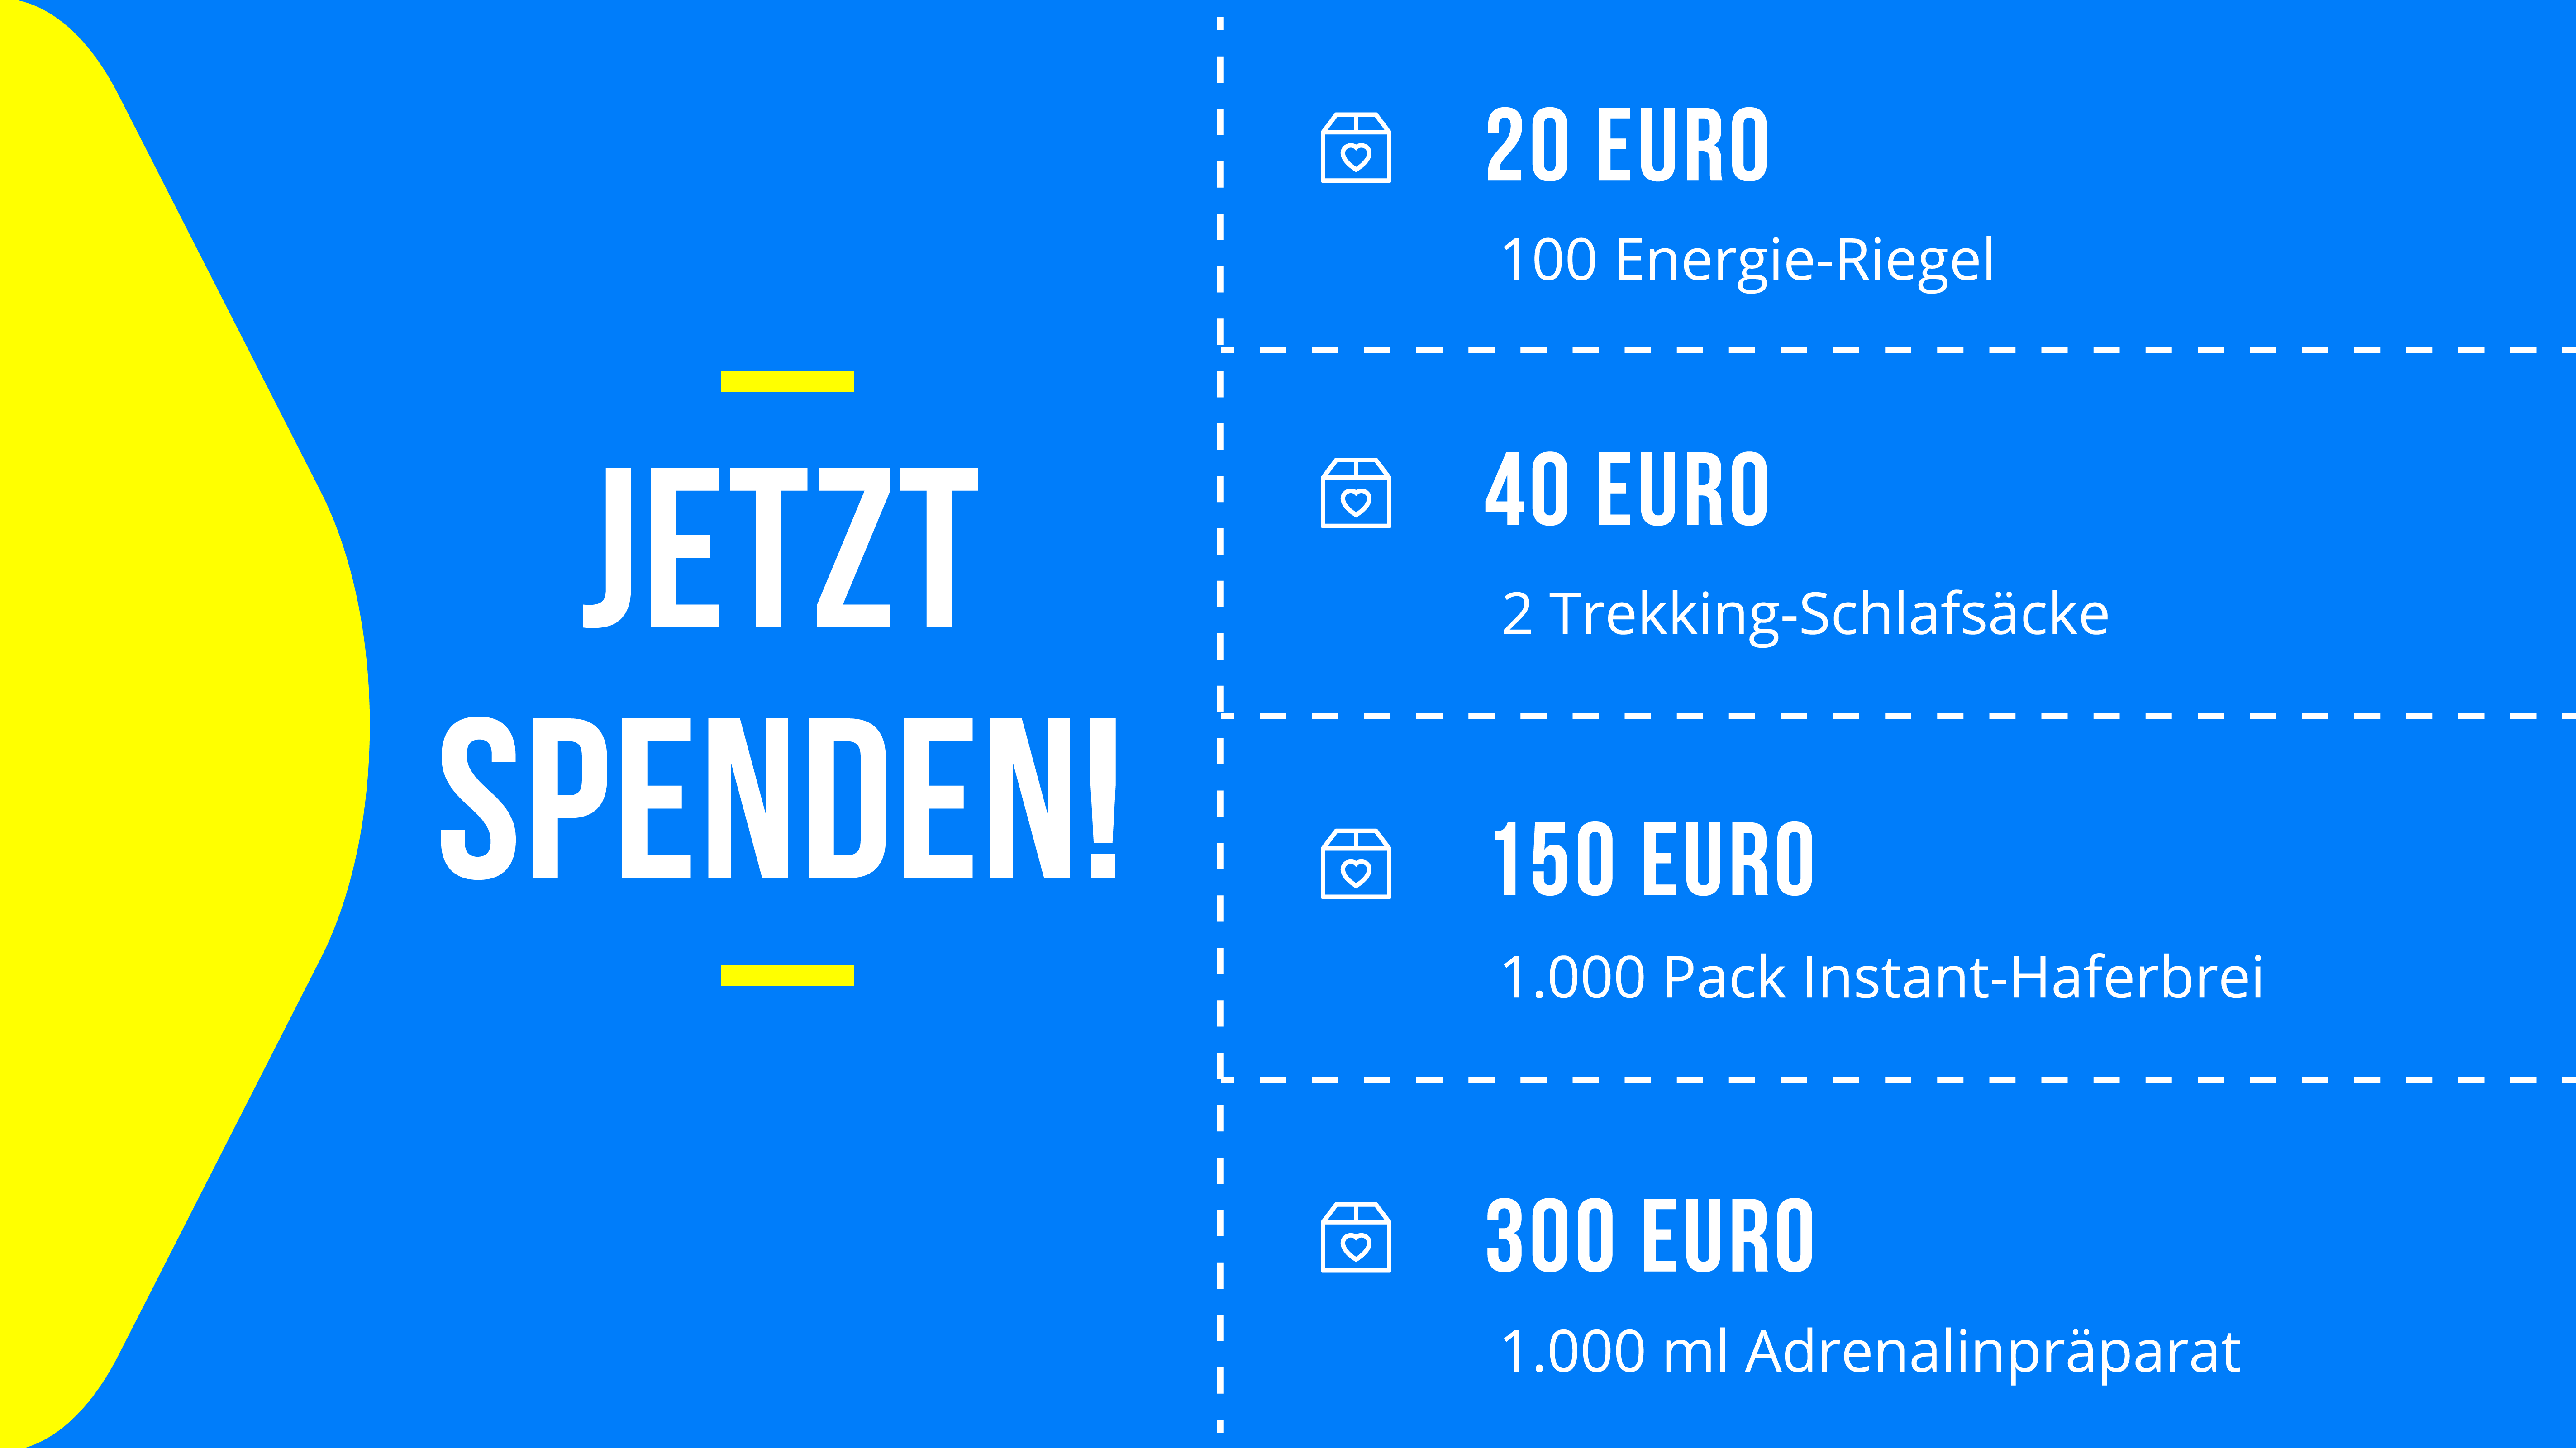 JETZT
SPENDEN!
20 EURO
100 Energie-Riegel
40 EURO
2 Trekking-Schlafsäcke
150 EURO
1.000 Pack Instant-Haferbrei
300 EURO
1.000 ml Adrenalinpräparat